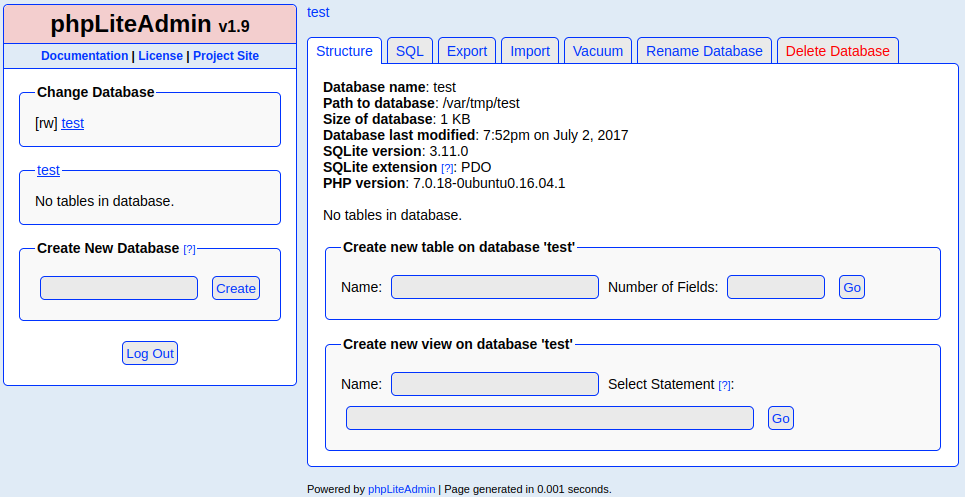 phpLiteAdmin v1.9
Documentation | License | Project Site
Change Database
[rw] test
test
No tables in database.
Create New Database [?]
Create
Log Out
test
Structure SQL Export Import Vacuum Rename Database Delete Database
Database name: test
Path to database: /var/tmp/test
Size of database: 1 KB
Database last modified: 7:52pm on July 2, 2017
SQLite version: 3.11.0
SQLite extension [?]: PDO
PHP version: 7.0.18-0ubuntu0.16.04.1
No tables in database.
Create new table on database 'test'
Name: Number of Fields: Go
Create new view on database 'test'
Name: Select Statement [?]:
Go
Powered by phpLiteAdmin | Page generated in 0.001 seconds.